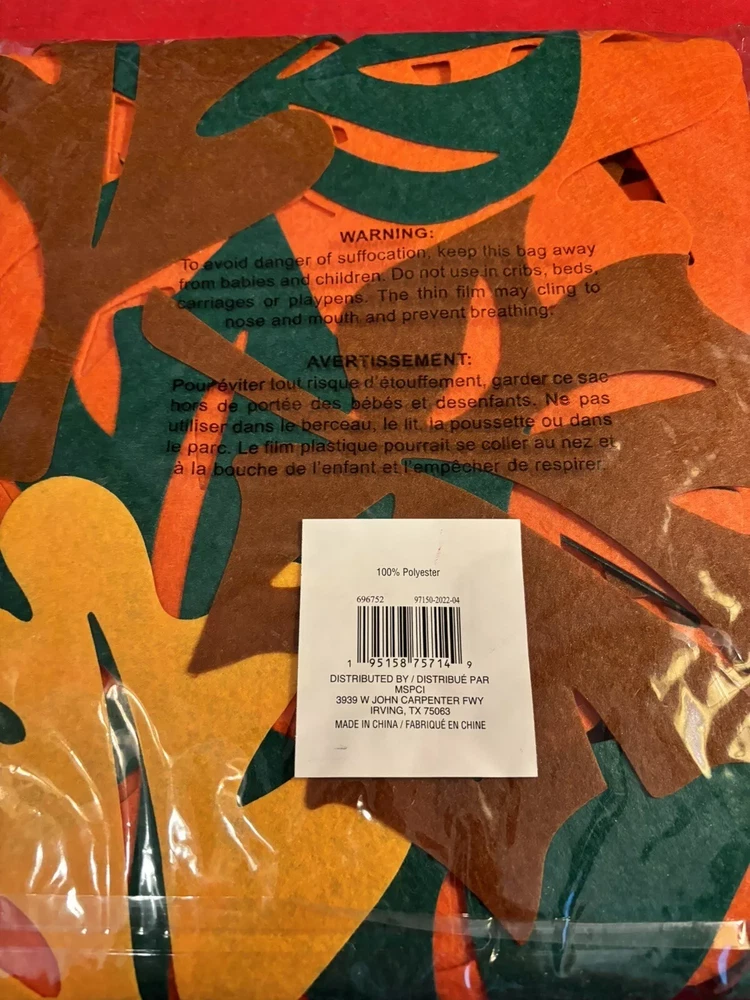 WARNING:
To avoid danger of suffocation, keep this bag away
from babies and children. Do not use in cribs, beds,
carriages or playpens. The thin film may cling to
nose and mouth and prevent breathing.
AVERTISSEMENT:
Pour éviter tout risque d'étouffement, garder ce sac
hors de portée des bébés et desenfants. Ne pas
utiliser dans le berceau, le lit, la poussette ou dans
le parc. Le film plastique pourrait se coller au nez et
à la bouche de l'enfant et l'empêcher de respirer.
100% Polyester
696752 97150-2022-04
1 95158 75714 9
DISTRIBUTED BY / DISTRIBUÉ PAR
MSPCI
3939 W JOHN CARPENTER FWY
IRVING, TX 75063
MADE IN CHINA / FABRIQUÉ EN CHINE